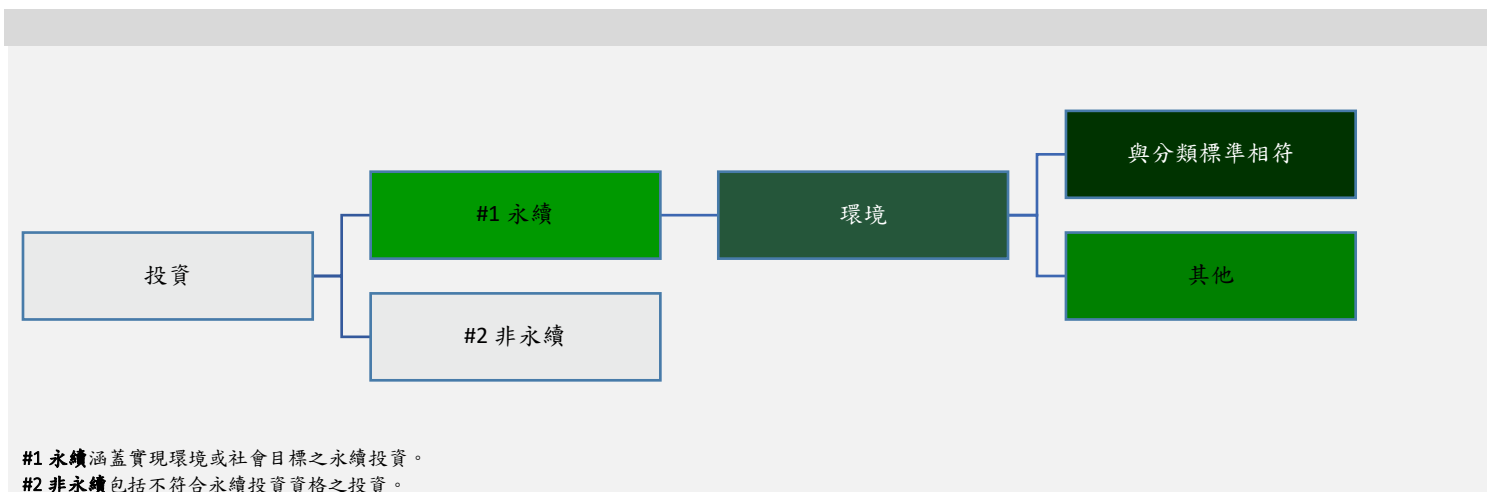 與分類標準相符
#1 永續
環境
投資
其他
#2 非永續
#1 永續涵蓋實現環境或社會目標之永續投資。
#2 非永續包括不符合永續投資資格之投資。